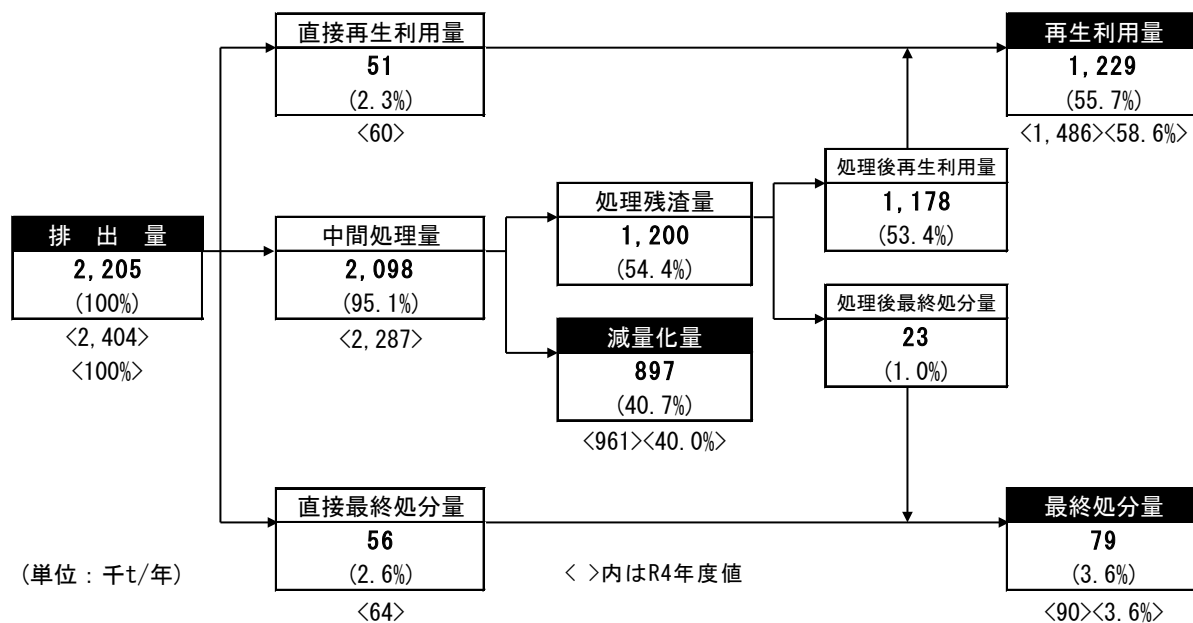 直接再生利用量
51
(2.3%)
<60>
再生利用量
1,229
(55.7%)
<1,486><58.6%>
処理後再生利用量
1,178
(53.4%)
処理残渣量
1,200
(54.4%)
排 出 量
2,205
(100%)
<2,404>
<100%>
中間処理量
2,098
(95.1%)
<2,287>
減量化量
897
(40.7%)
<961><40.0%>
処理後最終処分量
23
(1.0%)
直接最終処分量
56
(2.6%)
<64>
最終処分量
79
(3.6%)
<90><3.6%>
(単位：千t/年)
< >内はR4年度値